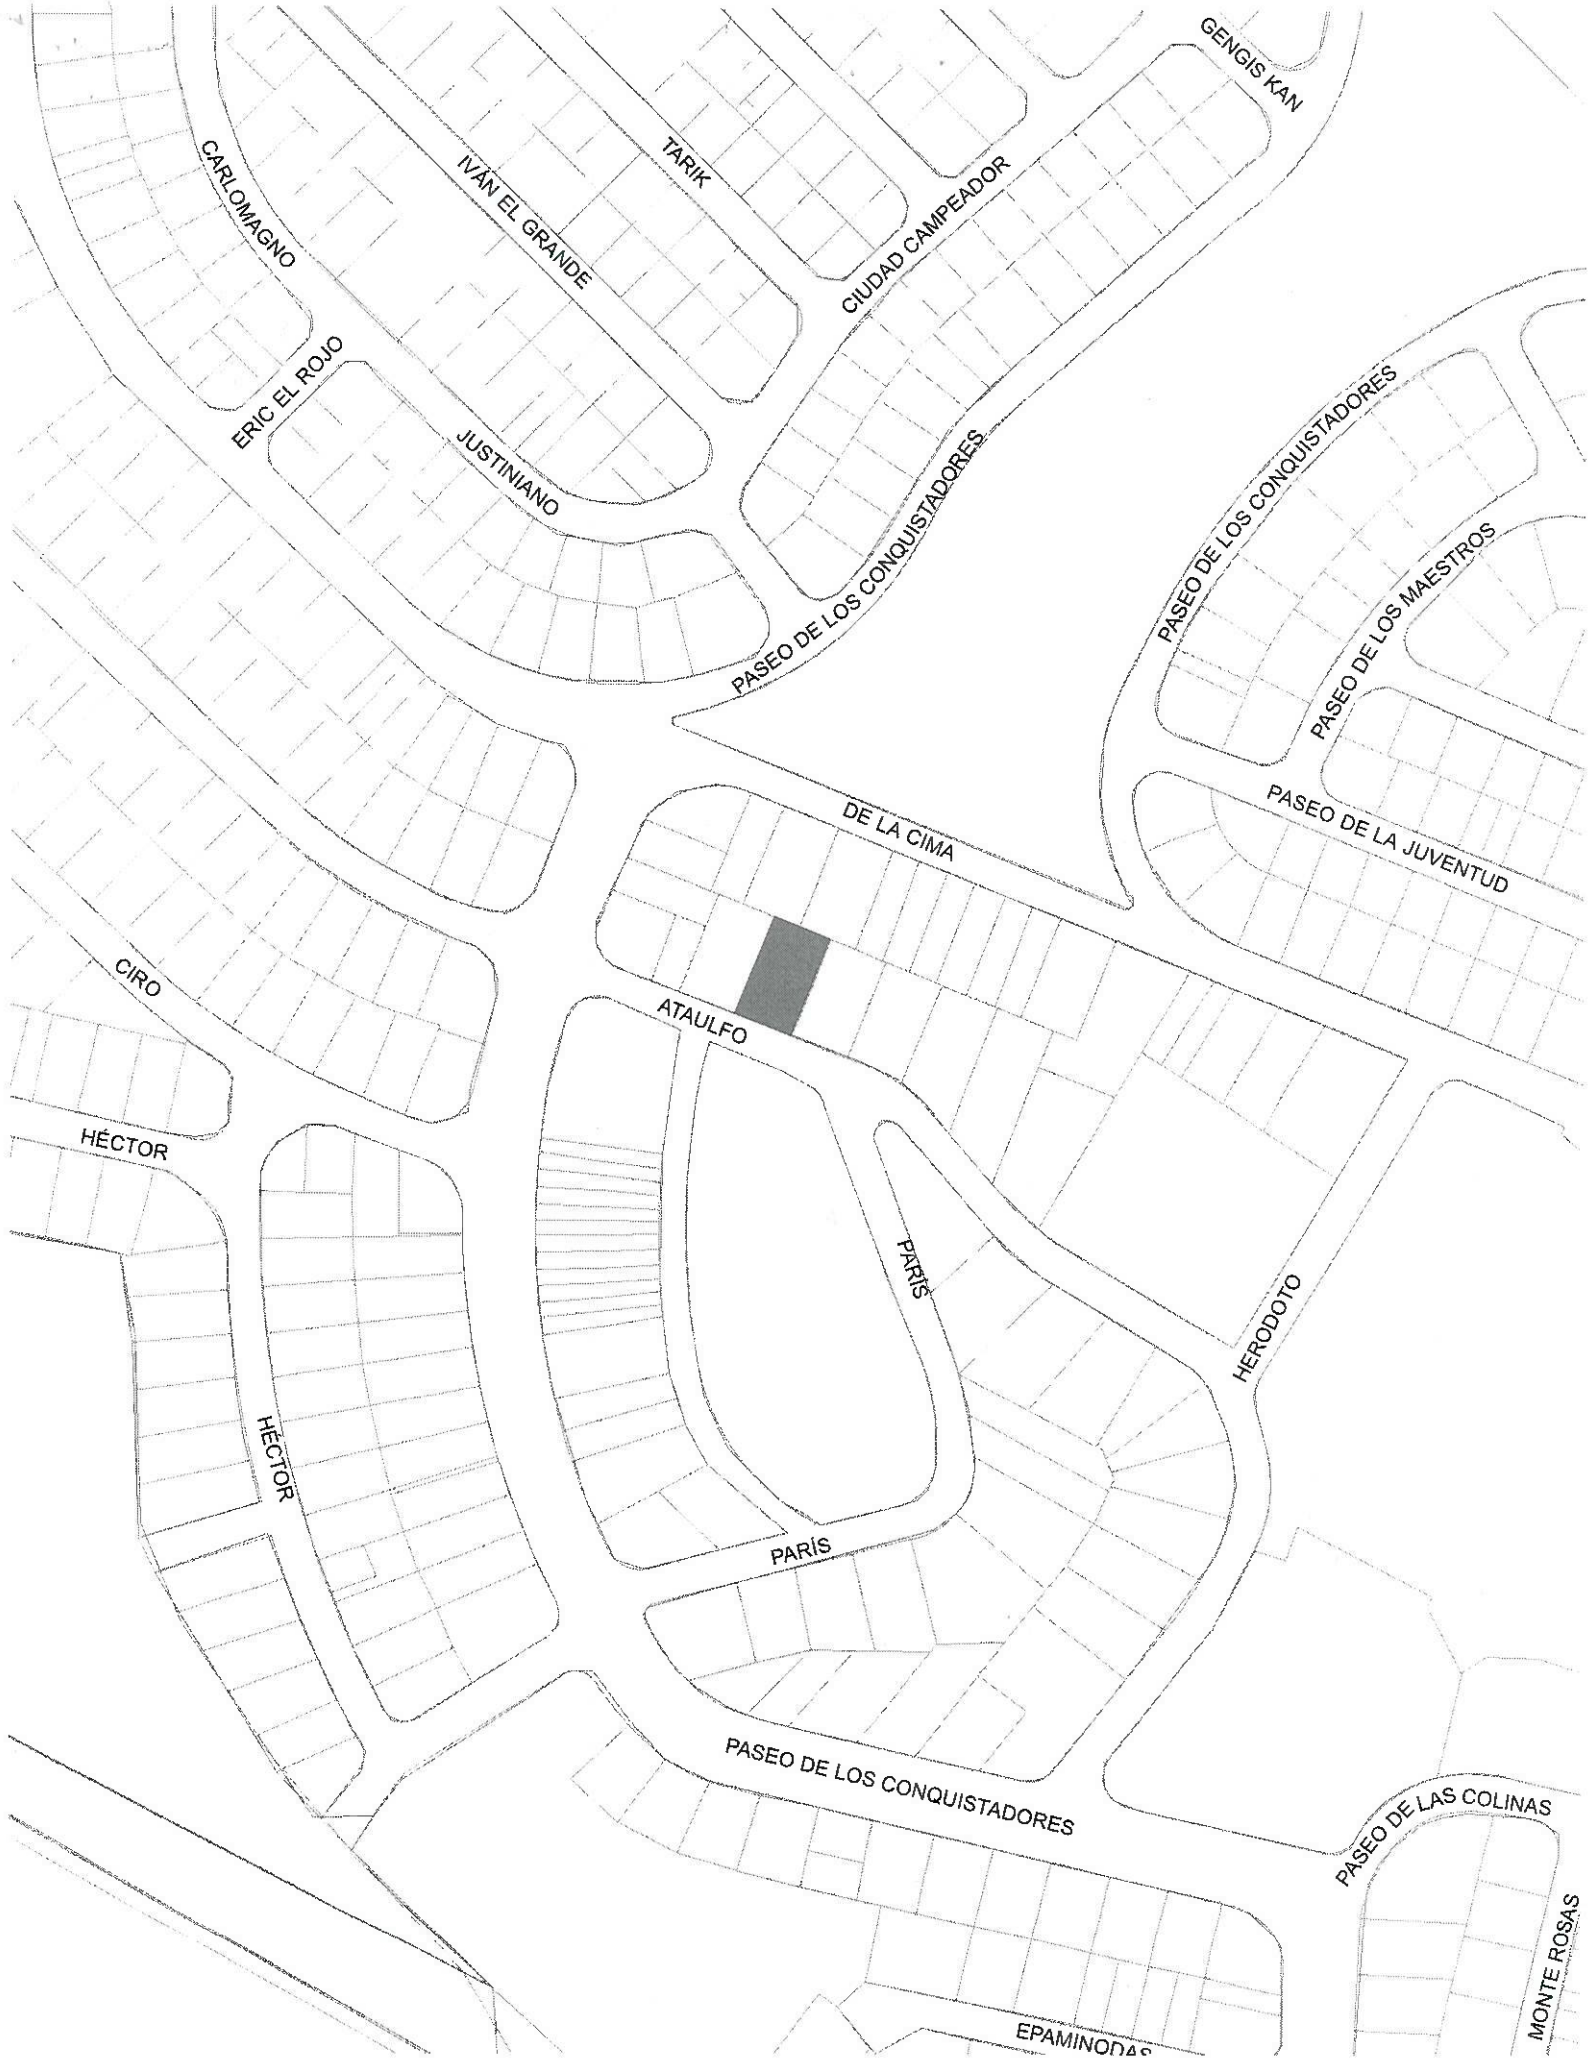 GENGIS KAN
TARIK
CARLOMAGNO
IVÁN EL GRANDE
CIUDAD CAMPEADOR
ERIC EL ROJO
JUSTINIANO
PASEO DE LOS CONQUISTADORES
PASEO DE LOS CONQUISTADORES
PASEO DE LOS MAESTROS
DE LA CIMA
PASEO DE LA JUVENTUD
CIRO
ATAULFO
HÉCTOR
PARÍS
HERODOTO
HÉCTOR
PARÍS
PASEO DE LOS CONQUISTADORES
PASEO DE LAS COLINAS
MONTE ROSAS
EPAMINODAS